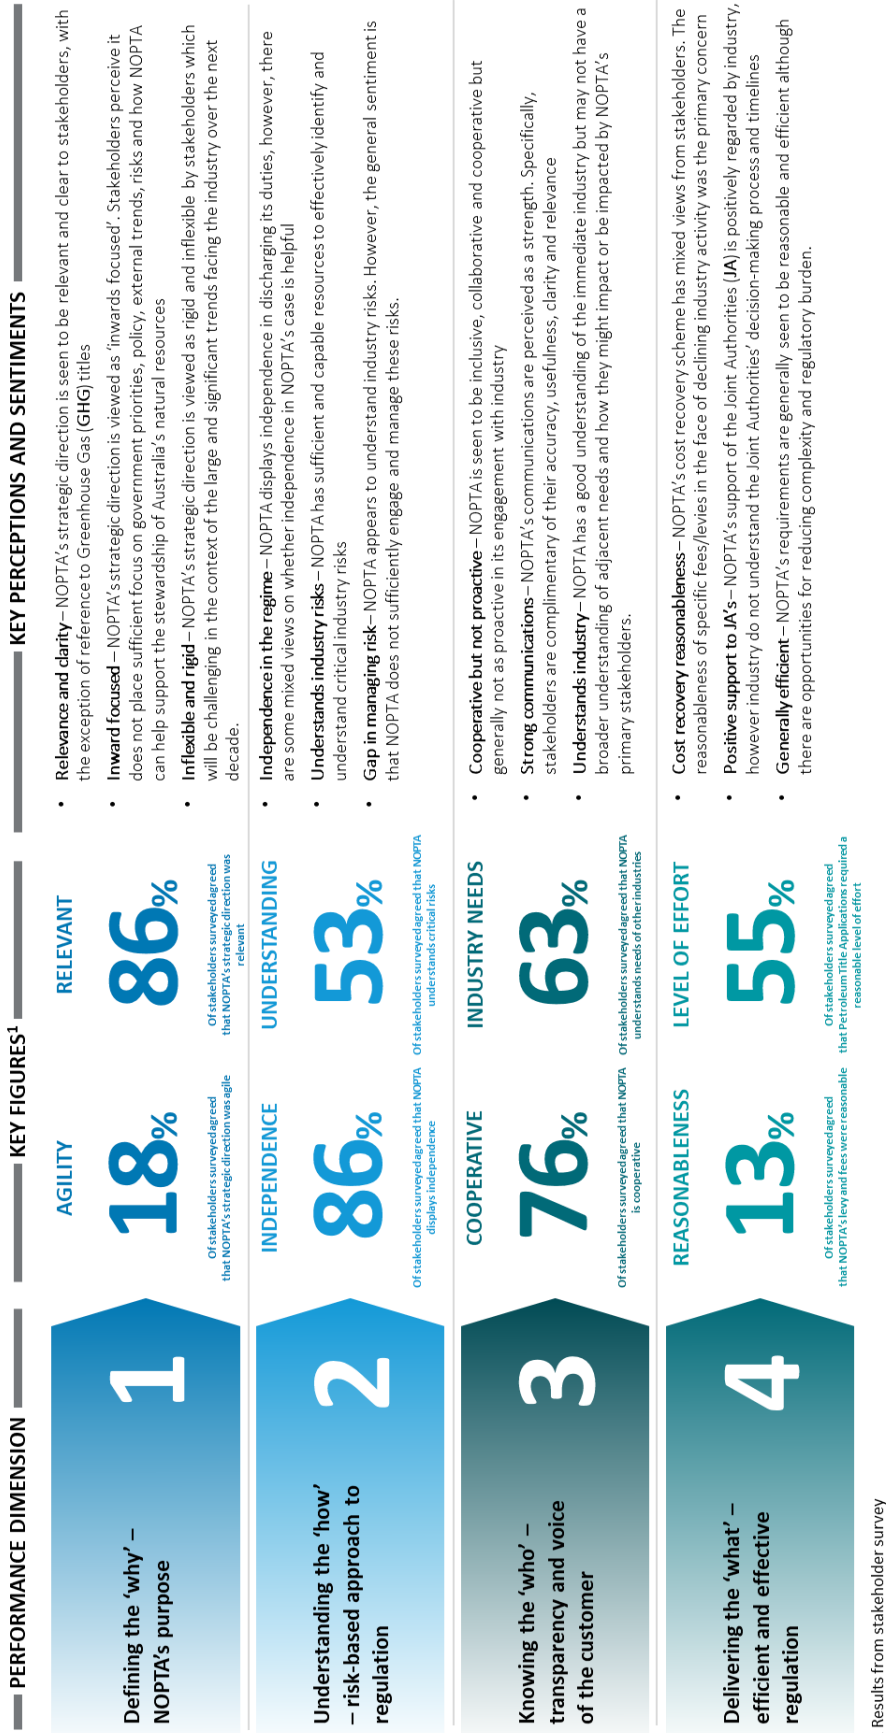 PERFORMANCE DIMENSION
KEY FIGURES¹
KEY PERCEPTIONS AND SENTIMENTS
Defining the ‘why’ –
NOPTA’s purpose
1
AGILITY
18%
Of stakeholders surveyed agreed
that NOPTA’s strategic direction was agile
RELEVANT
86%
Of stakeholders surveyed agreed
that NOPTA’s strategic direction was
relevant
• Relevance and clarity – NOPTA’s strategic direction is seen to be relevant and clear to stakeholders, with
the exception of reference to Greenhouse Gas (GHG) titles
• Inward focused – NOPTA’s strategic direction is viewed as ‘inwards focused’. Stakeholders perceive it
does not place sufficient focus on government priorities, policy, external trends, risks and how NOPTA
can help support the stewardship of Australia’s natural resources
• Inflexible and rigid – NOPTA’s strategic direction is viewed as rigid and inflexible by stakeholders which
will be challenging in the context of the large and significant trends facing the industry over the next
decade.
Understanding the ‘how’
– risk-based approach to
regulation
2
INDEPENDENCE
86%
Of stakeholders surveyed agreed that NOPTA
displays independence
UNDERSTANDING
53%
Of stakeholders surveyed agreed that NOPTA
understands critical risks
• Independence in the regime – NOPTA displays independence in discharging its duties, however, there
are some mixed views on whether independence in NOPTA’s case is helpful
• Understands industry risks – NOPTA has sufficient and capable resources to effectively identify and
understand critical industry risks
• Gap in managing risk – NOPTA appears to understand industry risks. However, the general sentiment is
that NOPTA does not sufficiently engage and manage these risks.
Knowing the ‘who’ –
transparency and voice
of the customer
3
COOPERATIVE
76%
Of stakeholders surveyed agreed that NOPTA
is cooperative
INDUSTRY NEEDS
63%
Of stakeholders surveyed agreed that NOPTA
understands needs of other industries
• Cooperative but not proactive – NOPTA is seen to be inclusive, collaborative and cooperative but
generally not as proactive in its engagement with industry
• Strong communications – NOPTA’s communications are perceived as a strength. Specifically,
stakeholders are complimentary of their accuracy, usefulness, clarity and relevance
• Understands industry – NOPTA has a good understanding of the immediate industry but may not have a
broader understanding of adjacent needs and how they might impact or be impacted by NOPTA’s
primary stakeholders.
Delivering the ‘what’ –
efficient and effective
regulation
4
REASONABLENESS
13%
Of stakeholders surveyed agreed
that NOPTA’s levy and fees were reasonable
LEVEL OF EFFORT
55%
Of stakeholders surveyed agreed
that Petroleum Title Applications required a
reasonable level of effort
• Cost recovery reasonableness – NOPTA’s cost recovery scheme has mixed views from stakeholders. The
reasonableness of specific fees/levies in the face of declining industry activity was the primary concern
• Positive support to JA’s – NOPTA’s support of the Joint Authorities (JA) is positively regarded by industry,
however industry do not understand the Joint Authorities’ decision-making process and timelines
• Generally efficient – NOPTA’s requirements are generally seen to be reasonable and efficient although
there are opportunities for reducing complexity and regulatory burden.
Results from stakeholder survey